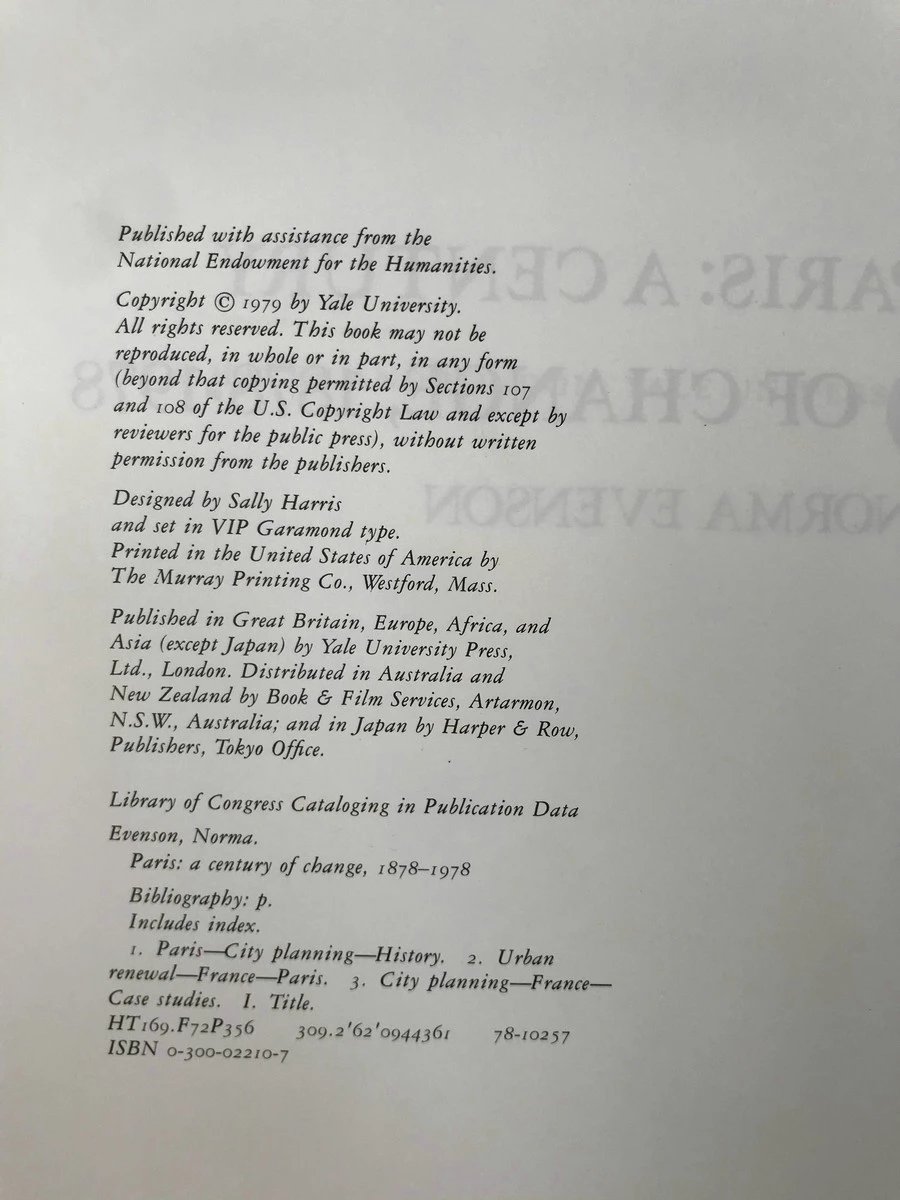 Published with assistance from the
National Endowment for the Humanities.
Copyright © 1979 by Yale University.
All rights reserved. This book may not be
reproduced, in whole or in part, in any form
(beyond that copying permitted by Sections 107
and 108 of the U.S. Copyright Law and except by
reviewers for the public press), without written
permission from the publishers.
Designed by Sally Harris
and set in VIP Garamond type.
Printed in the United States of America by
The Murray Printing Co., Westford, Mass.
Published in Great Britain, Europe, Africa, and
Asia (except Japan) by Yale University Press,
Ltd., London. Distributed in Australia and
New Zealand by Book & Film Services, Artarmon,
N.S.W., Australia; and in Japan by Harper & Row,
Publishers, Tokyo Office.
Library of Congress Cataloging in Publication Data
Evenson, Norma.
Paris: a century of change, 1878–1978
Bibliography: p.
Includes index.
1. Paris—City planning—History. 2. Urban
renewal—France—Paris. 3. City planning—France—
Case studies. I. Title.
HT169.F72P356 309.2'62'0944361 78-10257
ISBN 0-300-02210-7